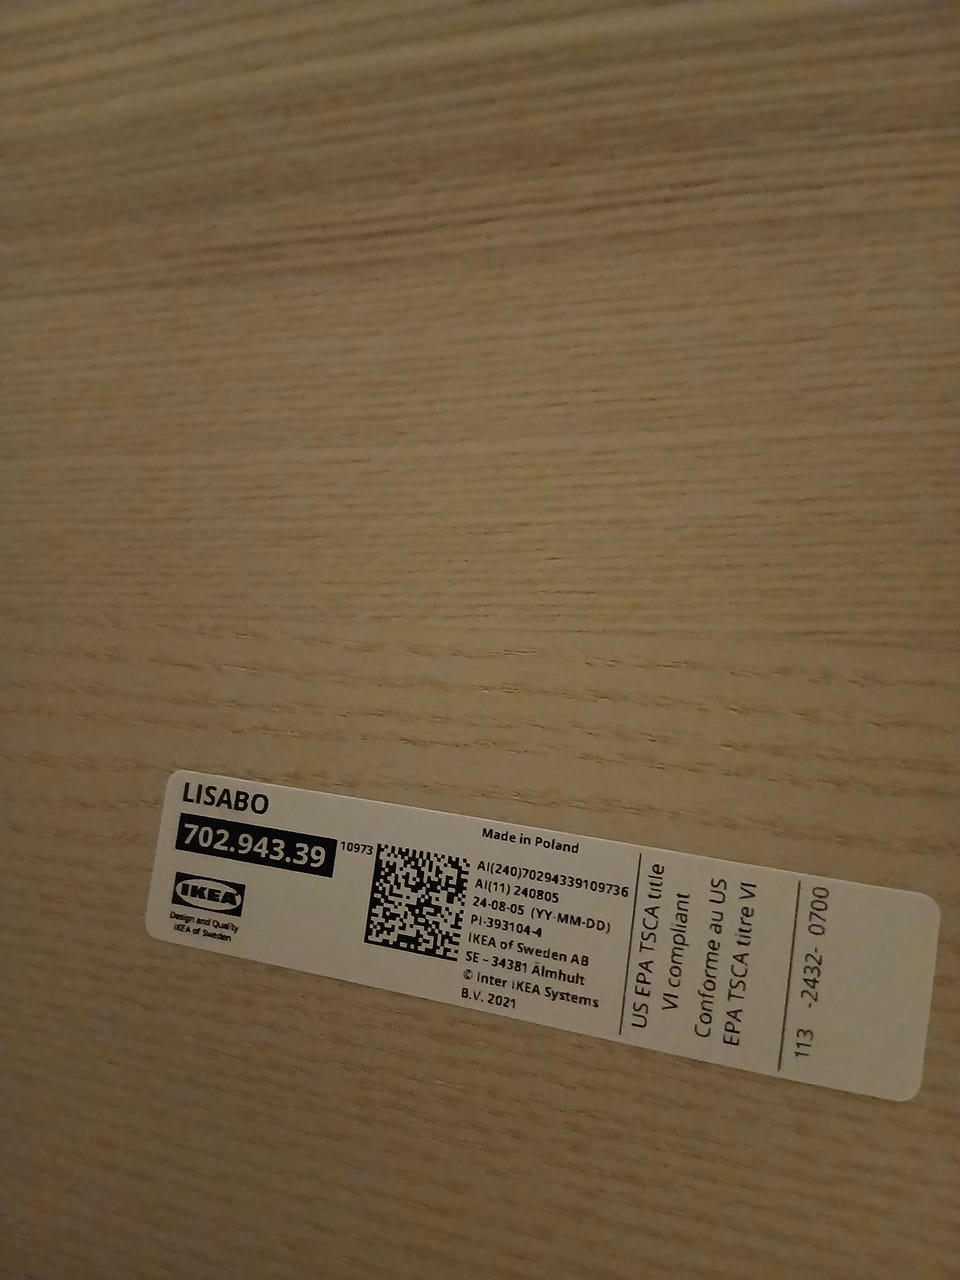 LISABO
702.943.39
10973
IKEA
Design and Quality
IKEA of Sweden
Made in Poland
AI(240)70294339109736
AI(11) 240805
24-08-05 (YY-MM-DD)
PI-393104-4
IKEA of Sweden AB
SE – 34381 Älmhult
© Inter IKEA Systems
B.V. 2021
US EPA TSCA title
VI compliant
Conforme au US
EPA TSCA titre VI
113 -2432- 0700